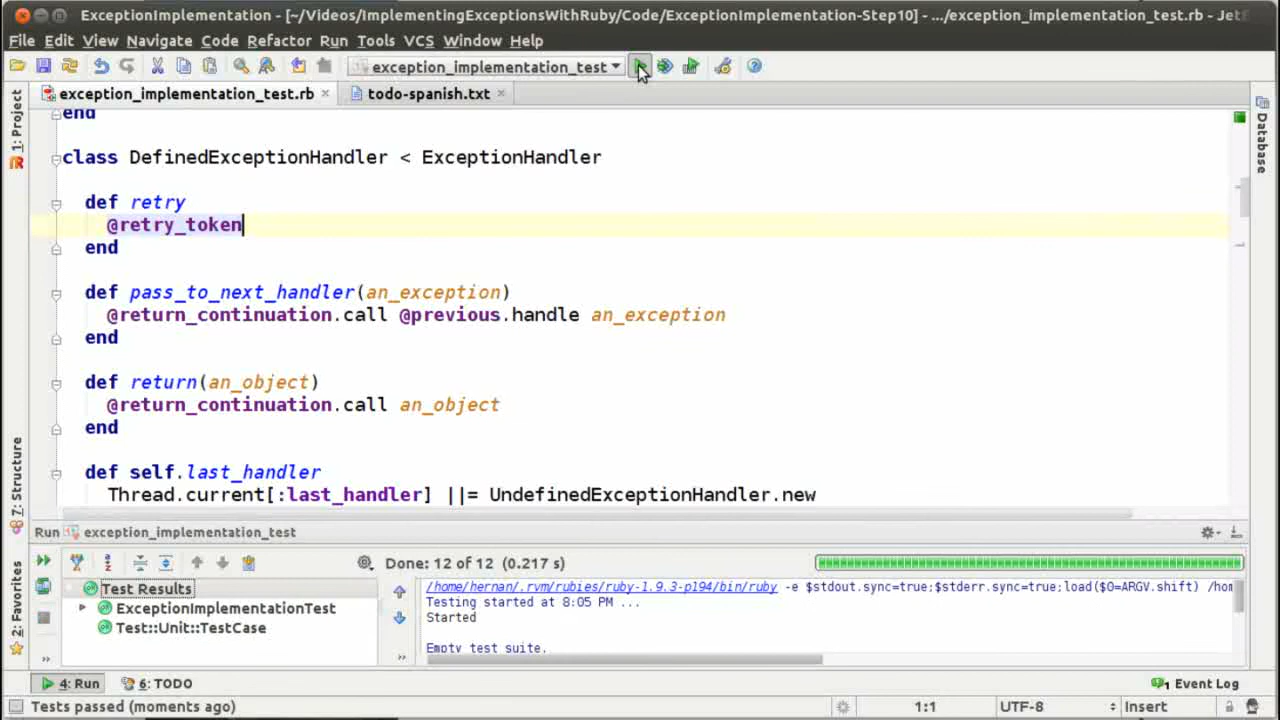 ExceptionImplementation - [~/Videos/ImplementingExceptionsWithRuby/Code/ExceptionImplementation-Step10] - .../exception_implementation_test.rb - Jet
File Edit View Navigate Code Refactor Run Tools VCS Window Help
exception_implementation_test
1: Project
exception_implementation_test.rb
todo-spanish.txt
Database
end
class DefinedExceptionHandler < ExceptionHandler
def retry
@retry_token
end
def pass_to_next_handler(an_exception)
@return_continuation.call @previous.handle an_exception
end
def return(an_object)
@return_continuation.call an_object
end
def self.last_handler
Thread.current[:last_handler] ||= UndefinedExceptionHandler.new
7: Structure
Run exception_implementation_test
2: Favorites
Done: 12 of 12 (0.217 s)
Test Results
ExceptionImplementationTest
Test::Unit::TestCase
/home/hernan/.rvm/rubies/ruby-1.9.3-p194/bin/ruby -e $stdout.sync=true;$stderr.sync=true;load($0=ARGV.shift) /hom
Testing started at 8:05 PM ...
Started
Empty test suite.
4: Run 6: TODO Event Log
Tests passed (moments ago) 1:1 UTF-8 Insert